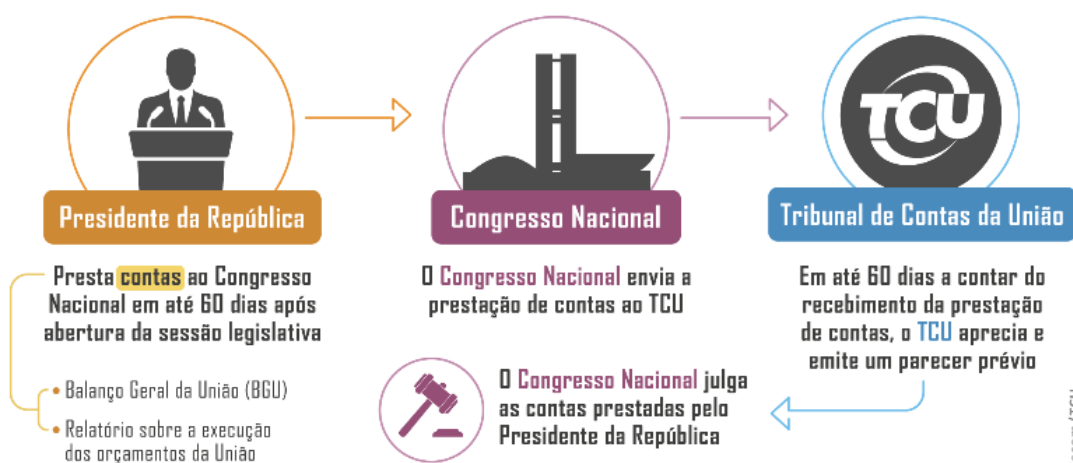 TCU
Presidente da República
Congresso Nacional
Tribunal de Contas da União
Presta contas ao Congresso
Nacional em até 60 dias após
abertura da sessão legislativa
• Balanço Geral da União (BGU)
• Relatório sobre a execução
dos orçamentos da União
O Congresso Nacional envia a
prestação de contas ao TCU
Em até 60 dias a contar do
recebimento da prestação
de contas, o TCU aprecia e
emite um parecer prévio
O Congresso Nacional julga
as contas prestadas pelo
Presidente da República